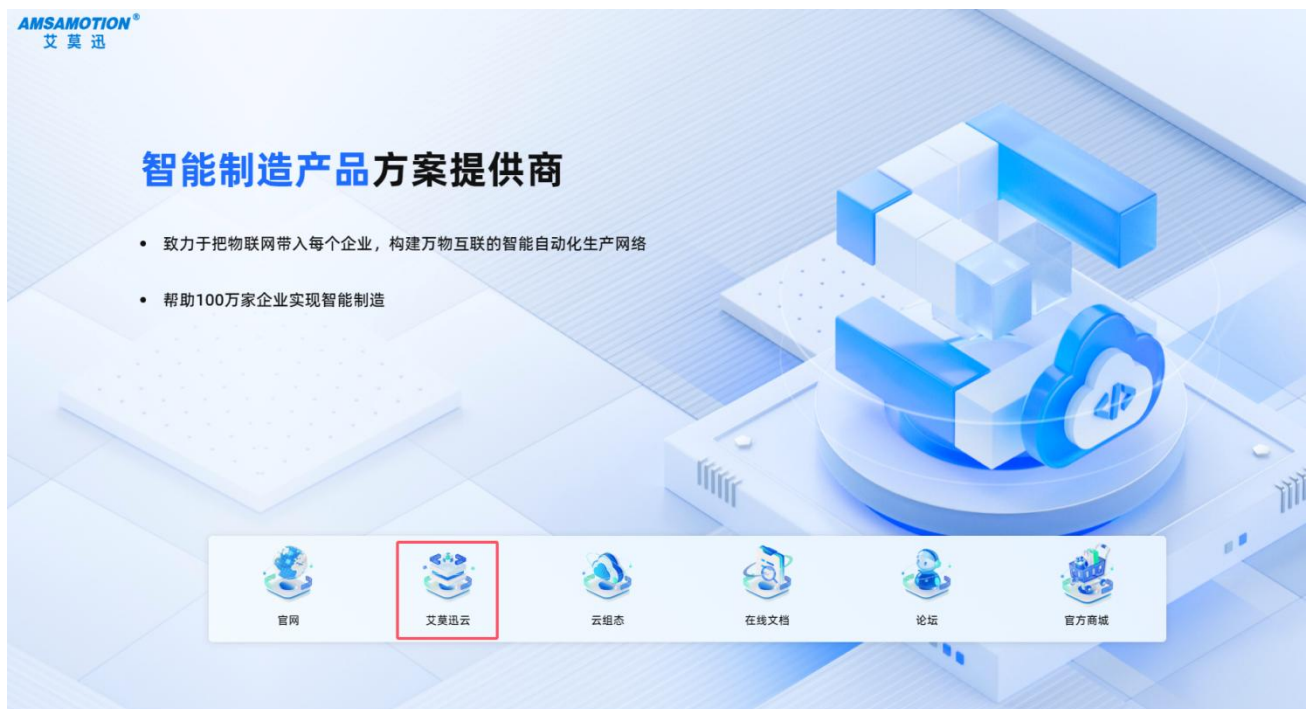 AMSAMOTION®
艾莫迅
智能制造产品方案提供商
• 致力于把物联网带入每个企业，构建万物互联的智能自动化生产网络
• 帮助100万家企业实现智能制造
官网
艾莫迅云
云组态
在线文档
论坛
官方商城